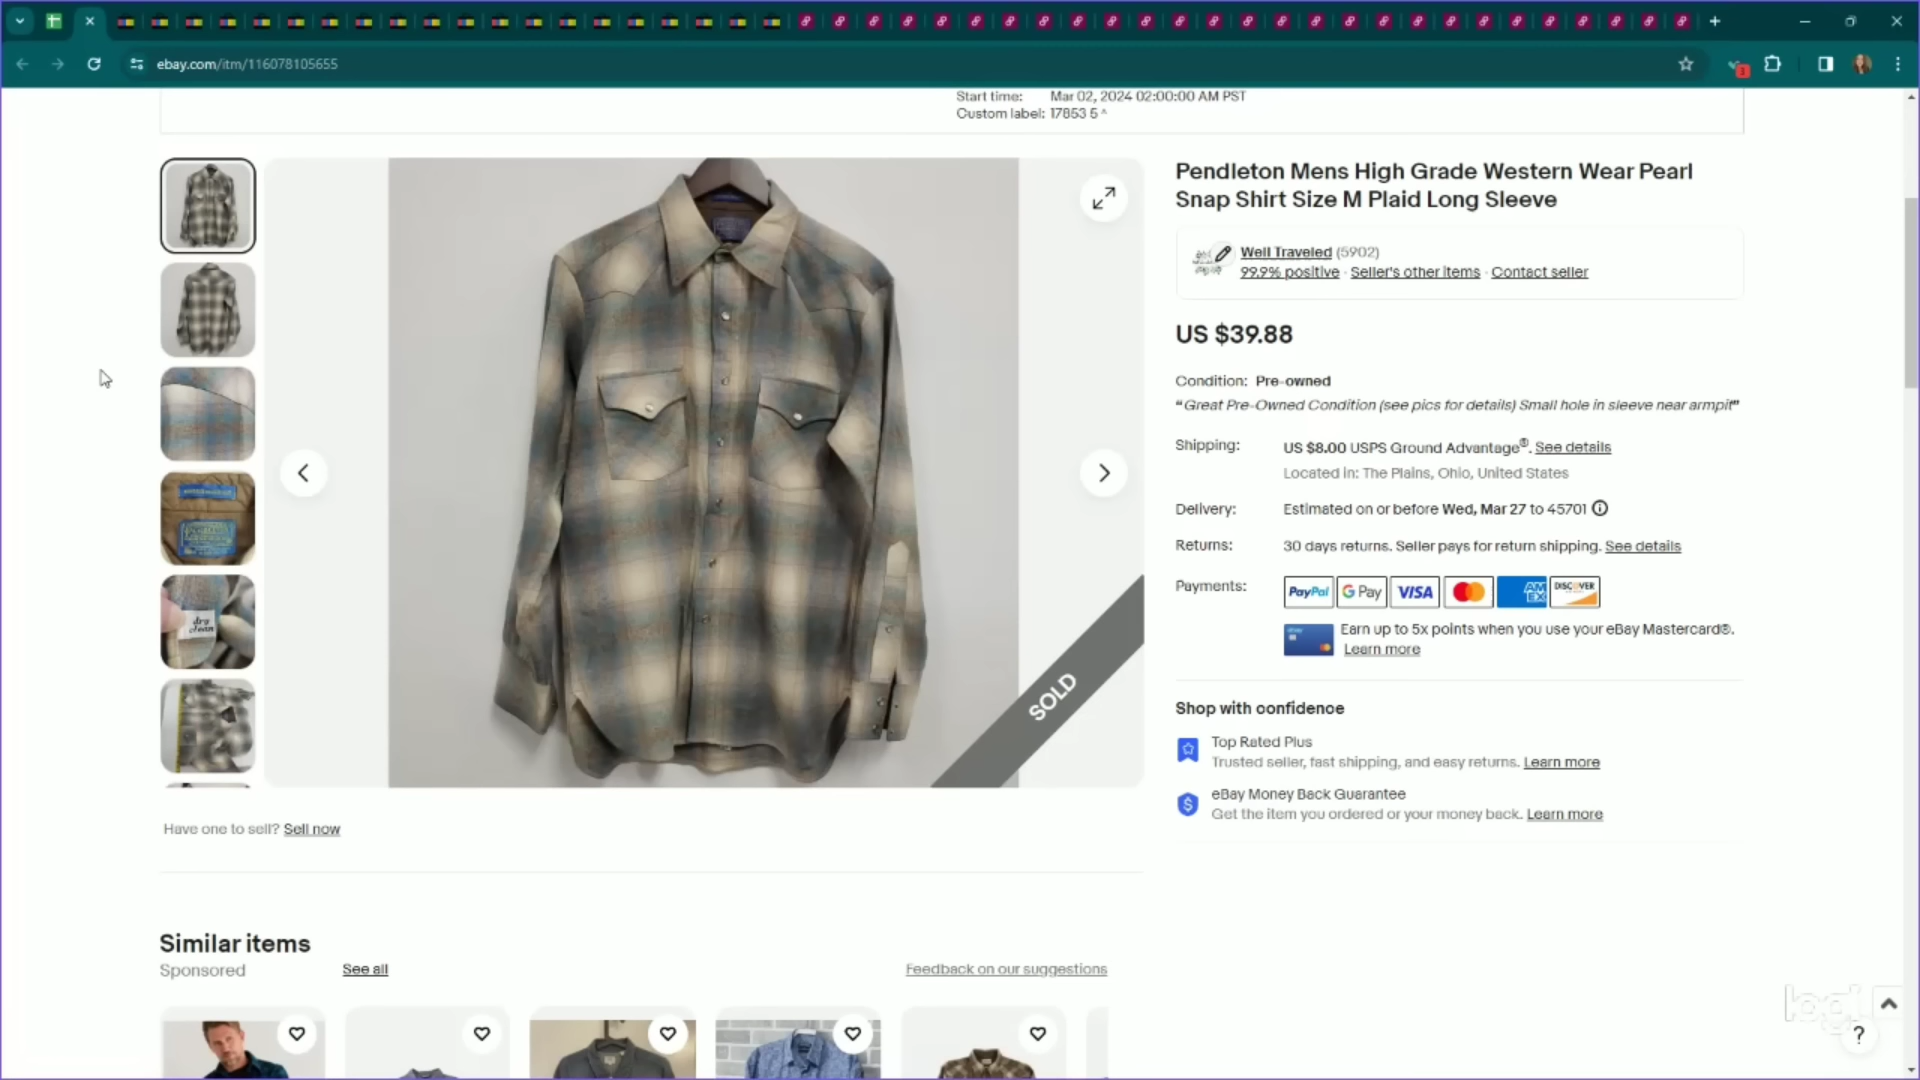 ebay.com/itm/116078105655
Start time: Mar 02, 2024 02:00:00 AM PST
Custom label: 17853 5 ^
Pendleton Mens High Grade Western Wear Pearl
Snap Shirt Size M Plaid Long Sleeve
Well Traveled (5902)
99.9% positive · Seller's other items · Contact seller
US $39.88
Condition: Pre-owned
“Great Pre-Owned Condition (see pics for details) Small hole in sleeve near armpit”
Shipping: US $8.00 USPS Ground Advantage®. See details
Located in: The Plains, Ohio, United States
Delivery: Estimated on or before Wed, Mar 27 to 45701
Returns: 30 days returns. Seller pays for return shipping. See details
Payments: PayPal G Pay VISA AM EX DISCOVER
Earn up to 5x points when you use your eBay Mastercard®.
Learn more
Shop with confidence
Top Rated Plus
Trusted seller, fast shipping, and easy returns. Learn more
eBay Money Back Guarantee
Get the item you ordered or your money back. Learn more
SOLD
dry
clean
Have one to sell? Sell now
Similar items
Sponsored
See all
Feedback on our suggestions
logi
?